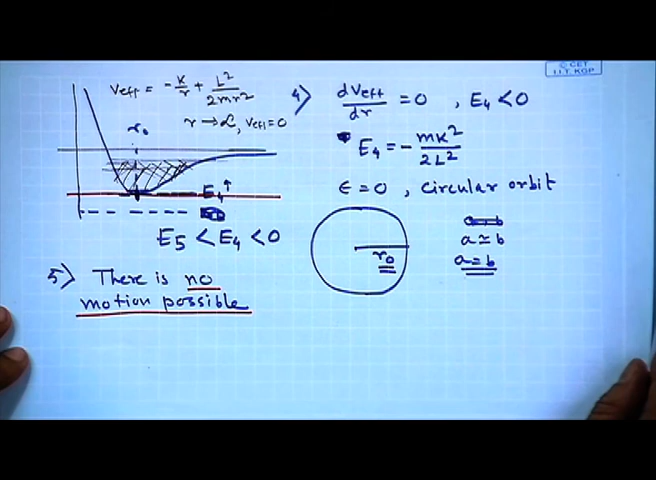 © CET
I.I.T. KGP
Veff = -K/r + L²/2mr²
r → ∞, Veff = 0
r₀
E₄↑
E₅ < E₄ < 0
5) There is no
motion possible
4) dVeff/dr = 0 , E₄ < 0
E₄ = - mK²/2L²
ϵ = 0 , circular orbit
r₀
a ≃ b
a = b